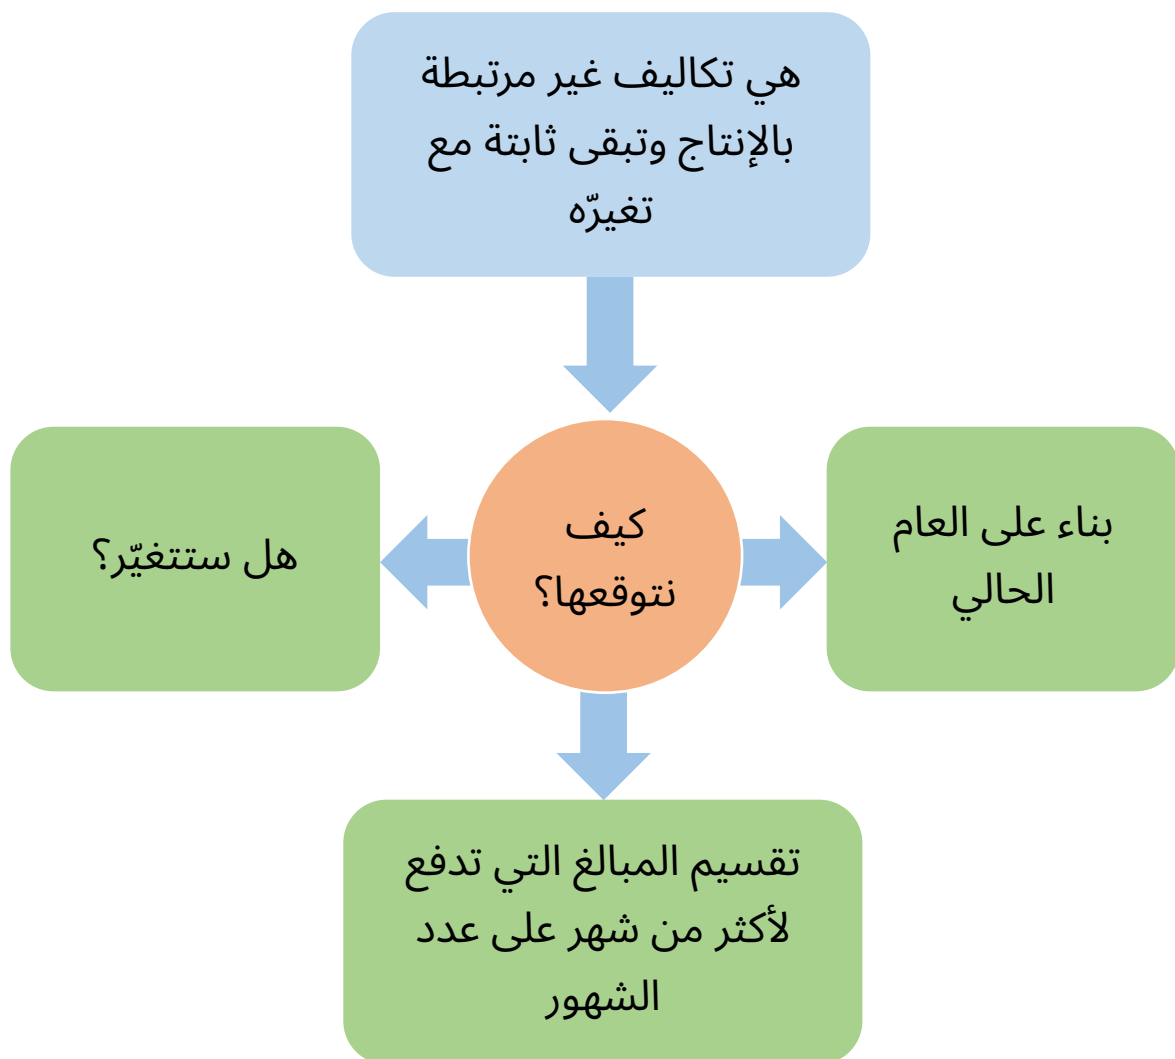 هي تكاليف غير مرتبطة
بالإنتاج وتبقى ثابتة مع
تغيرّه
بناء على العام
الحالي
كيف
نتوقعها؟
هل ستتغيّر؟
تقسيم المبالغ التي تدفع
لأكثر من شهر على عدد
الشهور